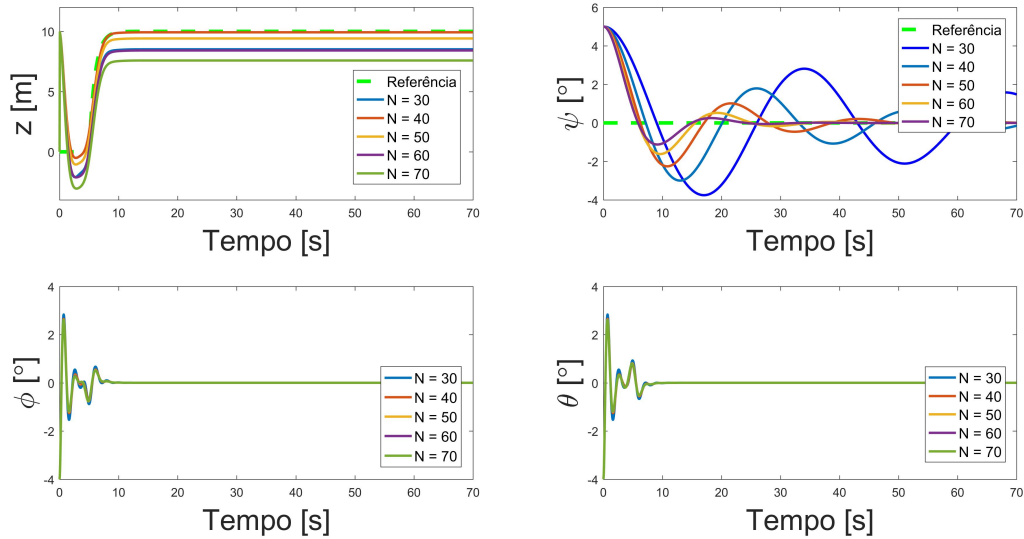 z [m]
10
5
0
0
10
20
30
40
50
60
70
Tempo [s]
Referência
N = 30
N = 40
N = 50
N = 60
N = 70
ψ [°]
6
4
2
0
-2
-4
0
10
20
30
40
50
60
70
Tempo [s]
Referência
N = 30
N = 40
N = 50
N = 60
N = 70
ϕ [°]
4
2
0
-2
-4
0
10
20
30
40
50
60
70
Tempo [s]
N = 30
N = 40
N = 50
N = 60
N = 70
θ [°]
4
2
0
-2
-4
0
10
20
30
40
50
60
70
Tempo [s]
N = 30
N = 40
N = 50
N = 60
N = 70